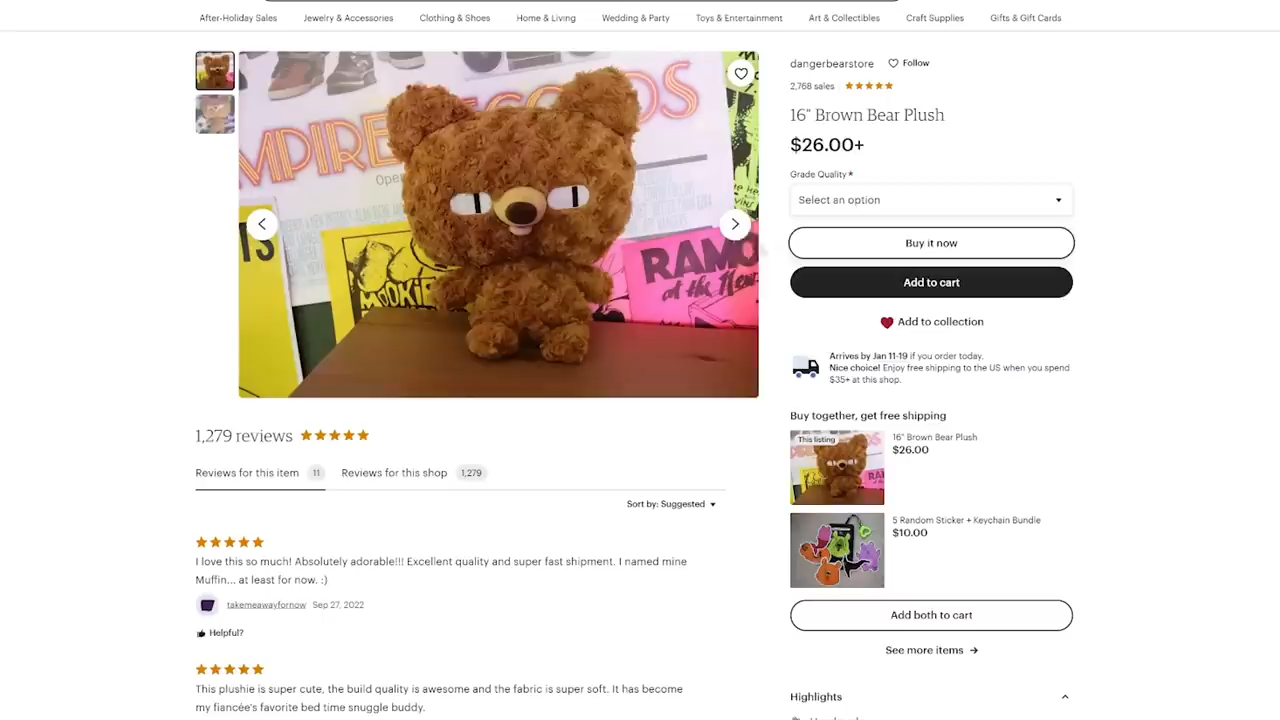 After-Holiday Sales
Jewelry & Accessories
Clothing & Shoes
Home & Living
Wedding & Party
Toys & Entertainment
Art & Collectibles
Craft Supplies
Gifts & Gift Cards
dangerbearstore
Follow
2,768 sales
16" Brown Bear Plush
$26.00+
Grade Quality *
Select an option
Buy it now
Add to cart
Add to collection
Arrives by Jan 11-19 if you order today.
Nice choice! Enjoy free shipping to the US when you spend
$35+ at this shop.
Buy together, get free shipping
This listing
16" Brown Bear Plush
$26.00
5 Random Sticker + Keychain Bundle
$10.00
Add both to cart
See more items →
Highlights
MPIRE RECORDS
Open
MOOKIE
RAMO
at the New
1,279 reviews
Reviews for this item 11
Reviews for this shop 1,279
Sort by: Suggested
I love this so much! Absolutely adorable!!! Excellent quality and super fast shipment. I named mine
Muffin... at least for now. :)
takemeawayfornow Sep 27, 2022
Helpful?
This plushie is super cute, the build quality is awesome and the fabric is super soft. It has become
my fiancée's favorite bed time snuggle buddy.